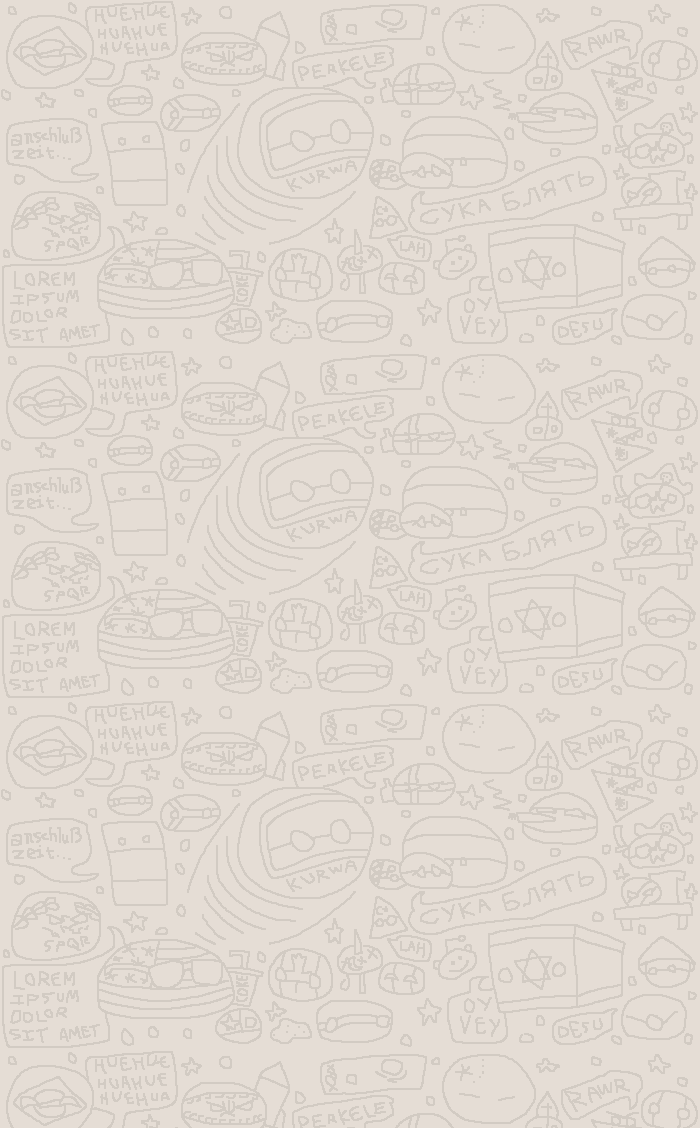 HUEHUE
HUAHUE
HUEHUA
RAWR
PERKELE
anschluß
zeit...
KURWA
СУКА БЛЯТЬ
SPQR
LAH
LOREM
IPSUM
DOLOR
SIT AMET
COKE
OY
VEY
DESU
HUEHUE
HUAHUE
HUEHUA
RAWR
PERKELE
anschluß
zeit...
KURWA
СУКА БЛЯТЬ
SPQR
LAH
LOREM
IPSUM
DOLOR
SIT AMET
COKE
OY
VEY
DESU
HUEHUE
HUAHUE
HUEHUA
RAWR
PERKELE
anschluß
zeit...
KURWA
СУКА БЛЯТЬ
SPQR
LAH
LOREM
IPSUM
DOLOR
SIT AMET
COKE
OY
VEY
DESU
HUEHUE
HUAHUE
HUEHUA
RAWR
PERKELE